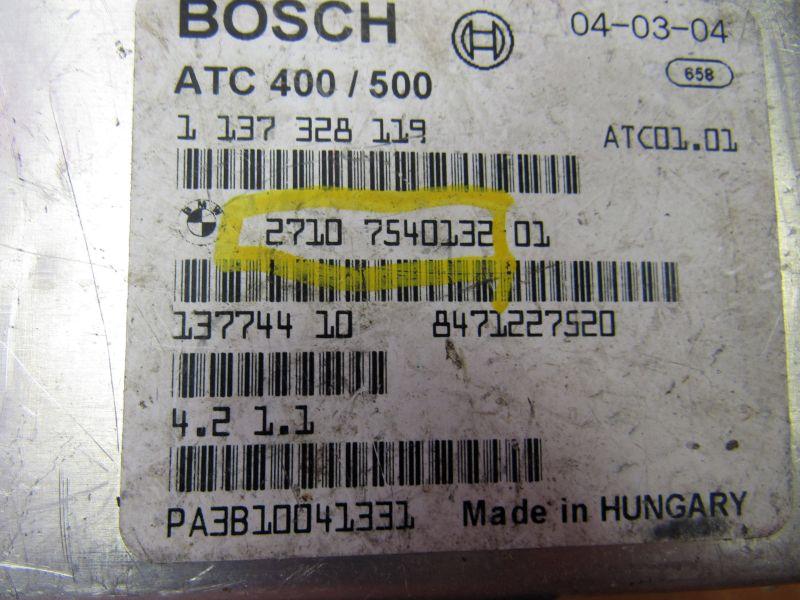 BOSCH 04-03-04
ATC 400 / 500 658
1 137 328 119 ATC01.01
BMW 2710 7540132 01
137744 10 8471227520
4.2 1.1
PA3B10041331 Made in HUNGARY